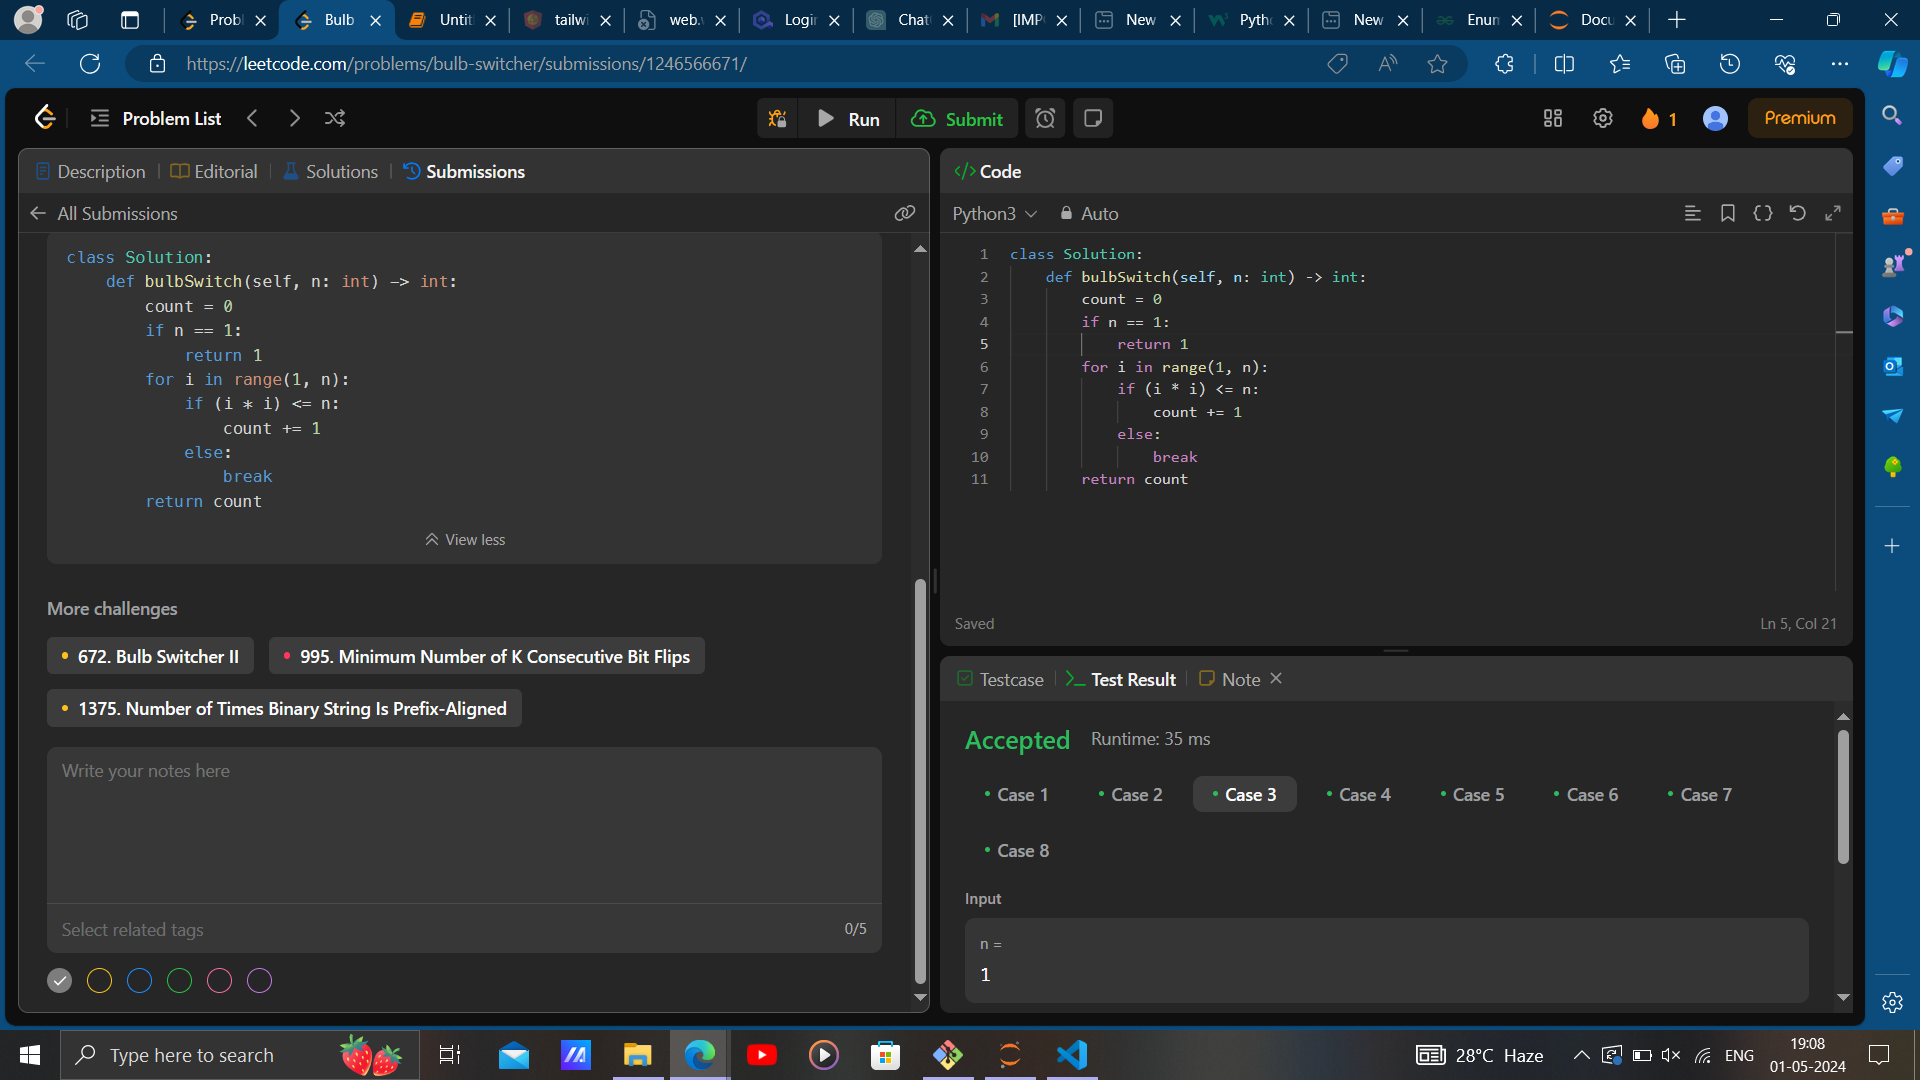 Probl
Bulb
Untitl
tailwi
web.v
Login
Chat
[IMP
New
Pytho
New
Enum
Docu
https://leetcode.com/problems/bulb-switcher/submissions/1246566671/
Problem List
Run
Submit
1
Premium
Description
Editorial
Solutions
Submissions
All Submissions
class Solution:
def bulbSwitch(self, n: int) -> int:
count = 0
if n == 1:
return 1
for i in range(1, n):
if (i * i) <= n:
count += 1
else:
break
return count
View less
More challenges
672. Bulb Switcher II
995. Minimum Number of K Consecutive Bit Flips
1375. Number of Times Binary String Is Prefix-Aligned
Write your notes here
Select related tags
0/5
</> Code
Python3
Auto
1 class Solution:
2 def bulbSwitch(self, n: int) -> int:
3 count = 0
4 if n == 1:
5 return 1
6 for i in range(1, n):
7 if (i * i) <= n:
8 count += 1
9 else:
10 break
11 return count
Saved
Ln 5, Col 21
Testcase
Test Result
Note
Accepted
Runtime: 35 ms
Case 1
Case 2
Case 3
Case 4
Case 5
Case 6
Case 7
Case 8
Input
n =
1
Type here to search
28°C Haze
ENG
19:08
01-05-2024